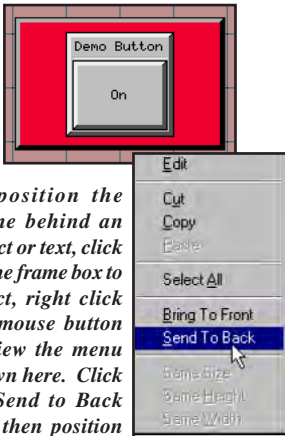 Demo Button
On
position the
ne behind an
ct or text, click
he frame box to
ct, right click
mouse button
iew the menu
wn here. Click
Send to Back
then position
Edit
Cut
Copy
Paste
Select All
Bring To Front
Send To Back
Same Size
Same Height
Same Width